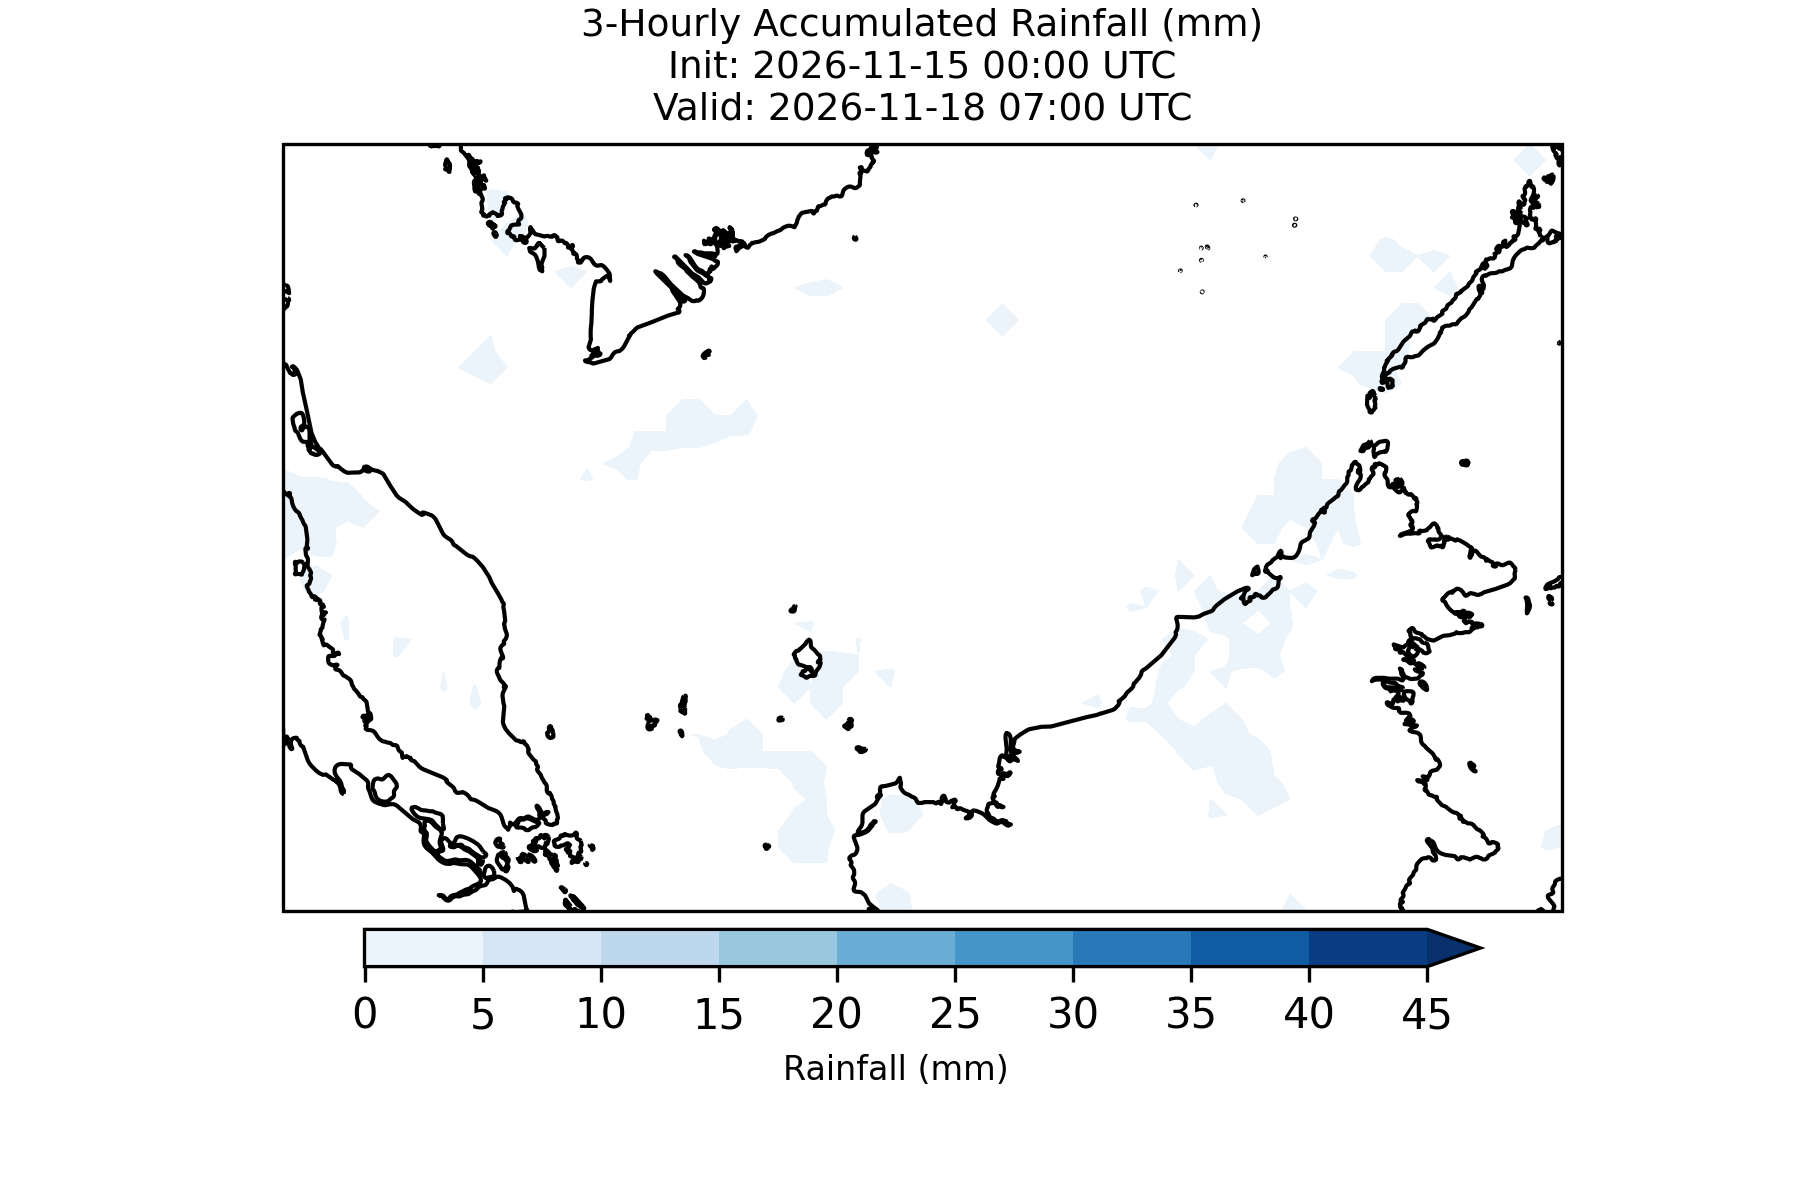 3-Hourly Accumulated Rainfall (mm)
Init: 2026-11-15 00:00 UTC
Valid: 2026-11-18 07:00 UTC
0 5 10 15 20 25 30 35 40 45
Rainfall (mm)